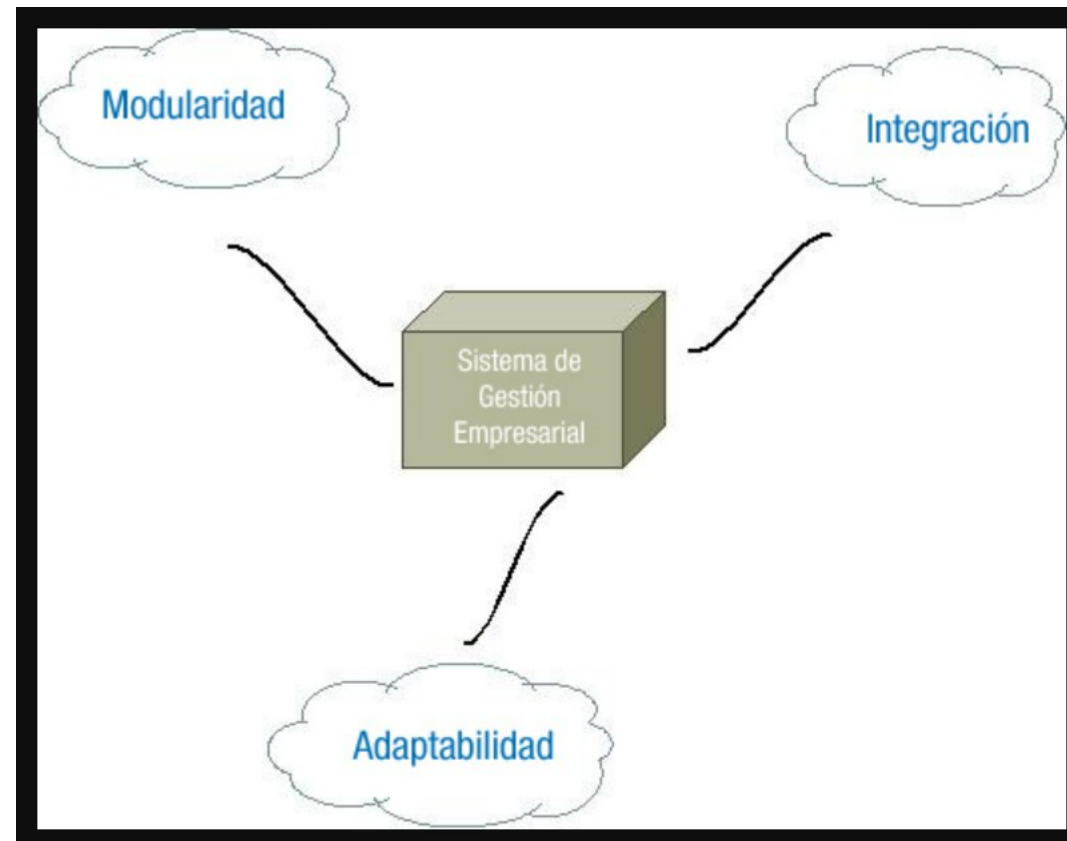 Modularidad
Integración
Sistema de
Gestión
Empresarial
Adaptabilidad